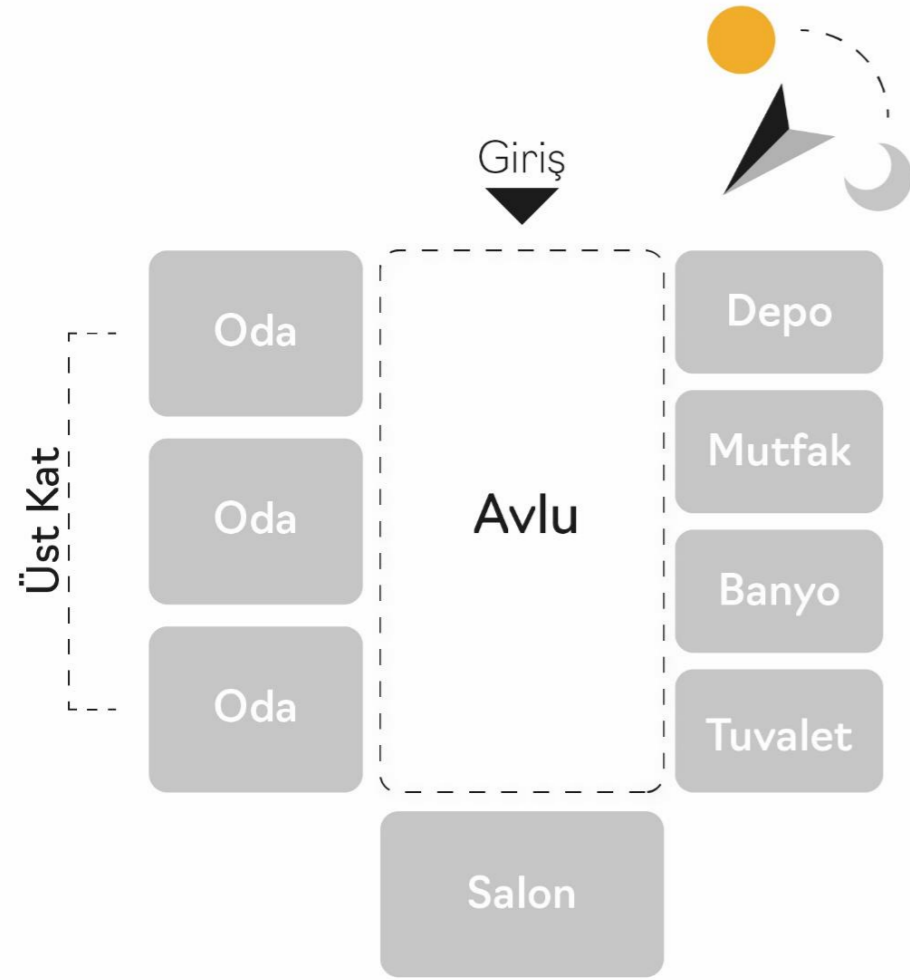 Giriş
Oda
Depo
Mutfak
Üst Kat
Oda
Avlu
Banyo
Oda
Tuvalet
Salon